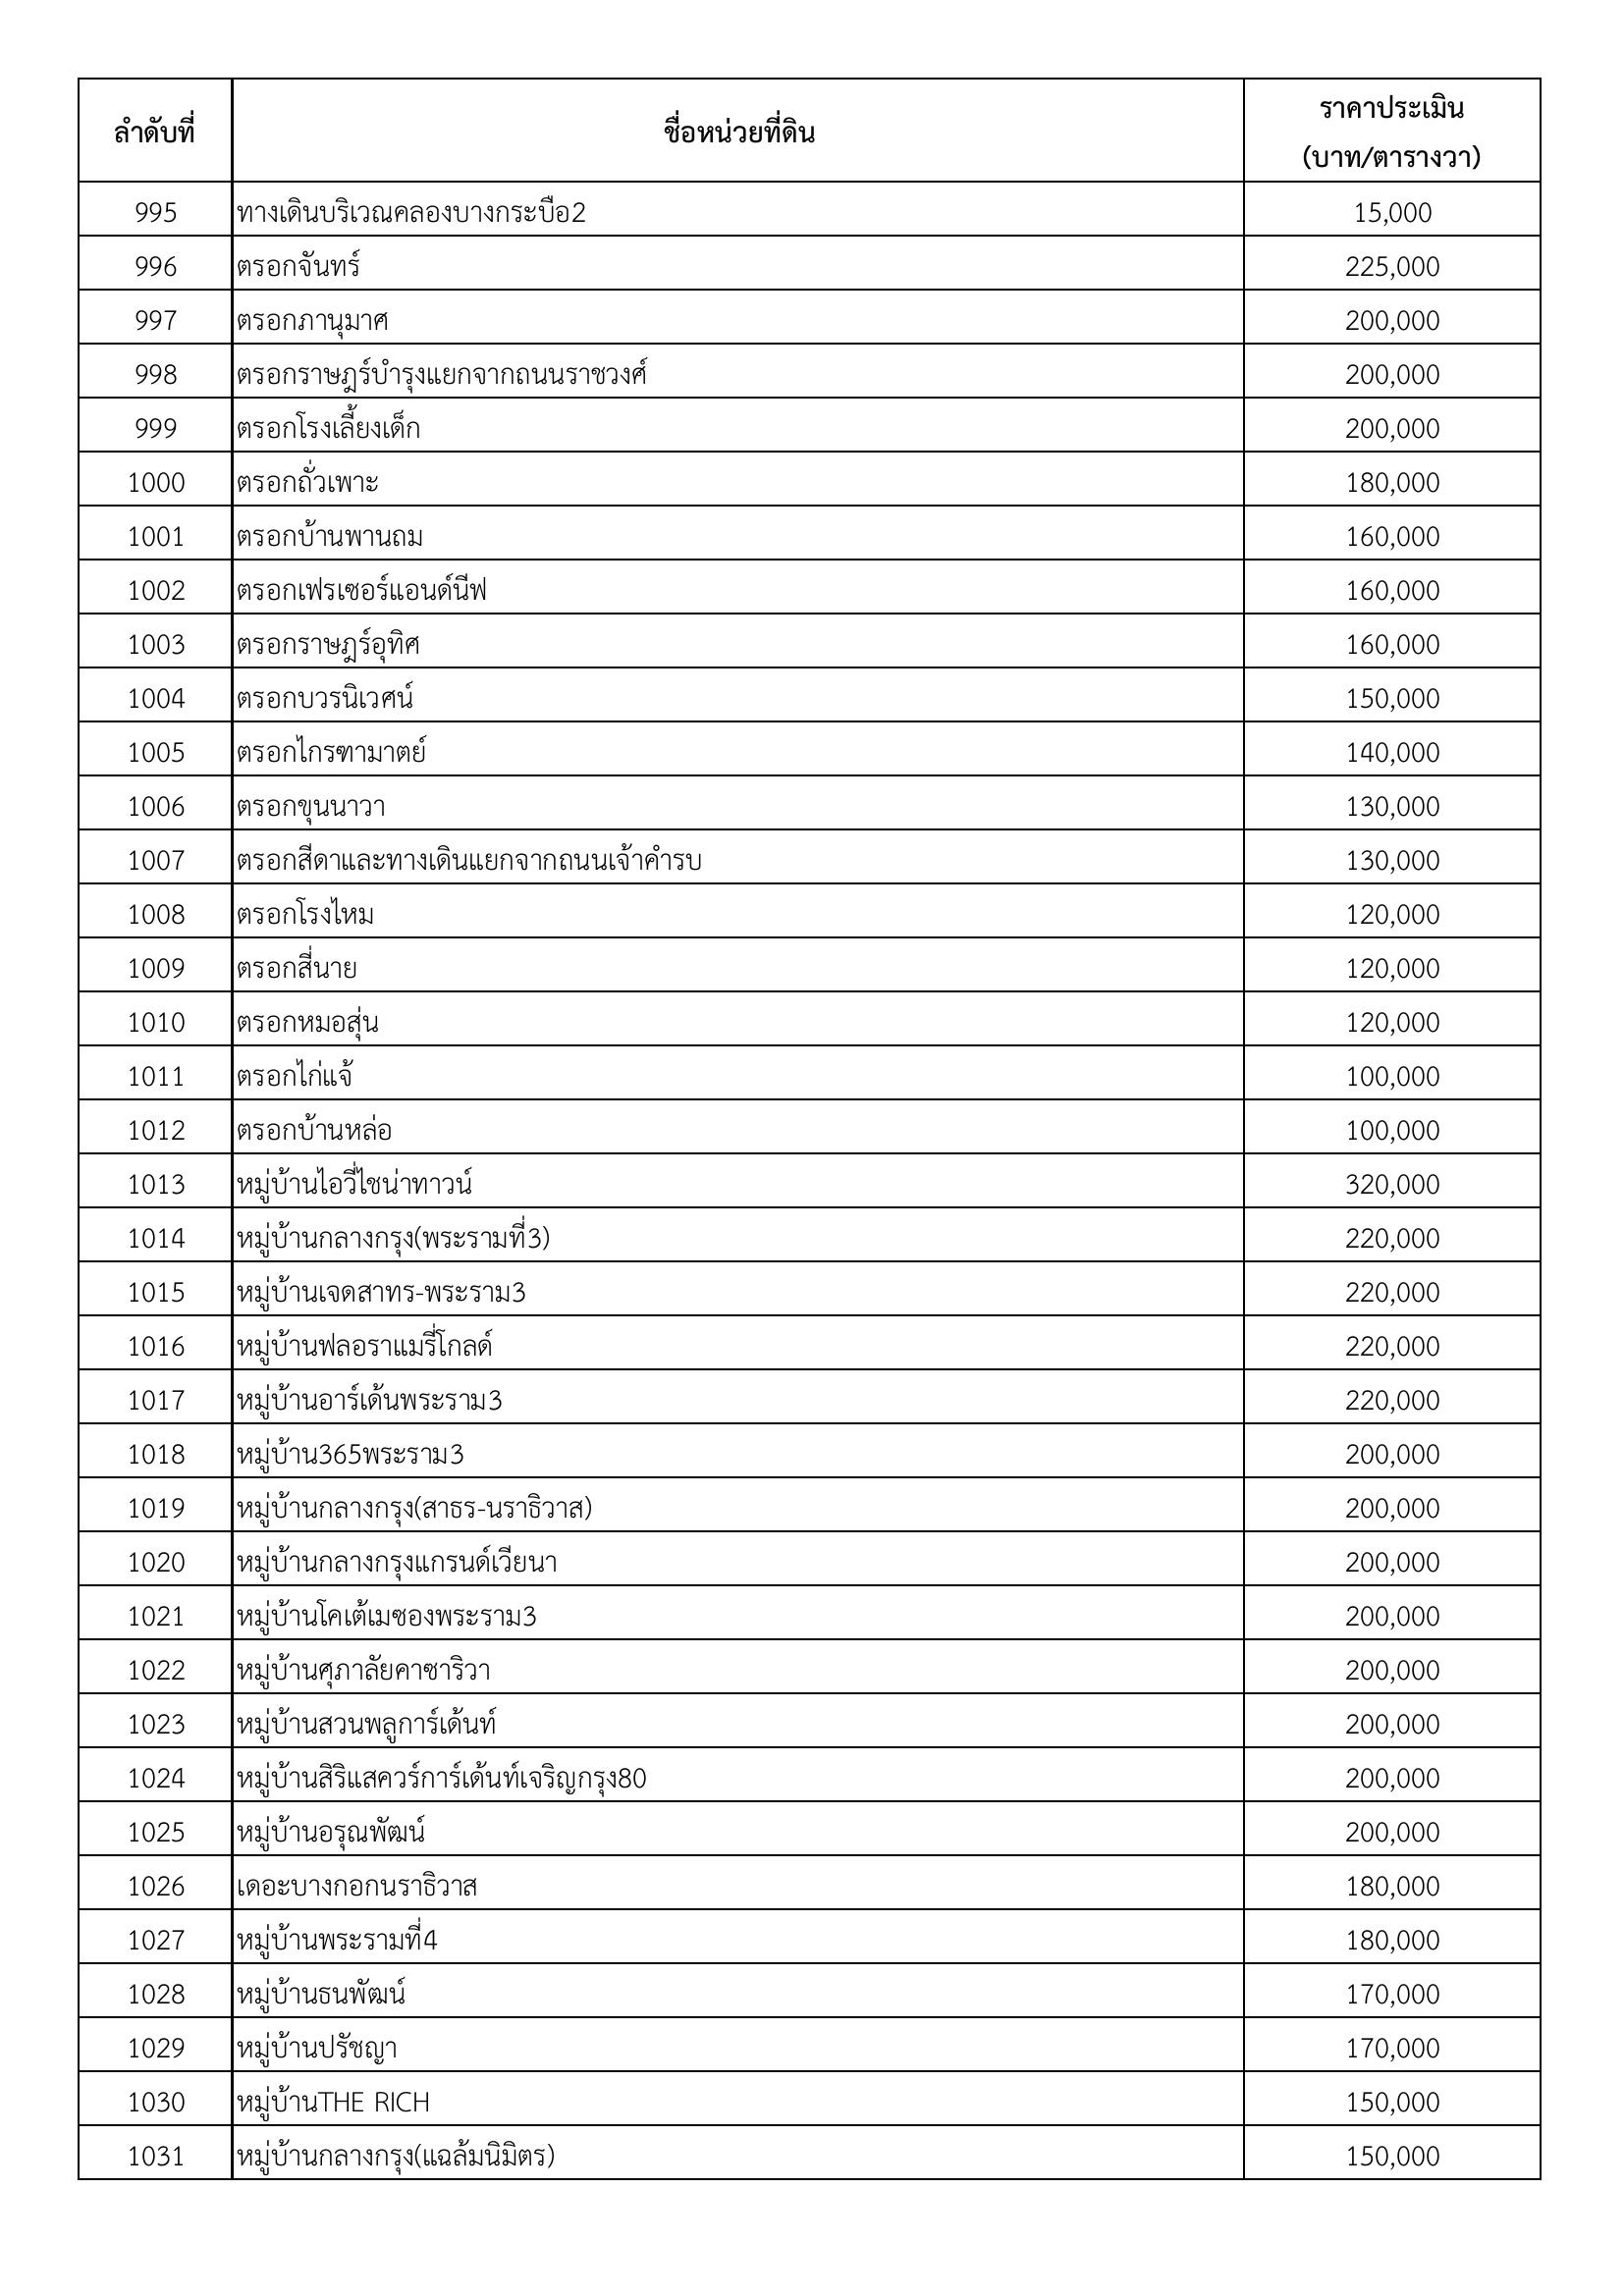 ลำดับที่ ชื่อหน่วยที่ดิน ราคาประเมิน (บาท/ตารางวา)
995 ทางเดินบริเวณคลองบางกระบือ2 15,000
996 ตรอกจันทร์ 225,000
997 ตรอกภานุมาศ 200,000
998 ตรอกราษฎร์บำรุงแยกจากถนนราชวงศ์ 200,000
999 ตรอกโรงเลี้ยงเด็ก 200,000
1000 ตรอกถั่วเพาะ 180,000
1001 ตรอกบ้านพานถม 160,000
1002 ตรอกเฟรเซอร์แอนด์นีฟ 160,000
1003 ตรอกราษฎร์อุทิศ 160,000
1004 ตรอกบวรนิเวศน์ 150,000
1005 ตรอกไกรฑามาตย์ 140,000
1006 ตรอกขุนนาวา 130,000
1007 ตรอกสีดาและทางเดินแยกจากถนนเจ้าคำรบ 130,000
1008 ตรอกโรงไหม 120,000
1009 ตรอกสี่นาย 120,000
1010 ตรอกหมอสุ่น 120,000
1011 ตรอกไก่แจ้ 100,000
1012 ตรอกบ้านหล่อ 100,000
1013 หมู่บ้านไอวี่ไชน่าทาวน์ 320,000
1014 หมู่บ้านกลางกรุง(พระรามที่3) 220,000
1015 หมู่บ้านเจดสาทร-พระราม3 220,000
1016 หมู่บ้านฟลอราแมรี่โกลด์ 220,000
1017 หมู่บ้านอาร์เด้นพระราม3 220,000
1018 หมู่บ้าน365พระราม3 200,000
1019 หมู่บ้านกลางกรุง(สาธร-นราธิวาส) 200,000
1020 หมู่บ้านกลางกรุงแกรนด์เวียนา 200,000
1021 หมู่บ้านโคเต้เมซองพระราม3 200,000
1022 หมู่บ้านศุภาลัยคาซาริวา 200,000
1023 หมู่บ้านสวนพลูการ์เด้นท์ 200,000
1024 หมู่บ้านสิริแสควร์การ์เด้นท์เจริญกรุง80 200,000
1025 หมู่บ้านอรุณพัฒน์ 200,000
1026 เดอะบางกอกนราธิวาส 180,000
1027 หมู่บ้านพระรามที่4 180,000
1028 หมู่บ้านธนพัฒน์ 170,000
1029 หมู่บ้านปรัชญา 170,000
1030 หมู่บ้านTHE RICH 150,000
1031 หมู่บ้านกลางกรุง(แฉล้มนิมิตร) 150,000